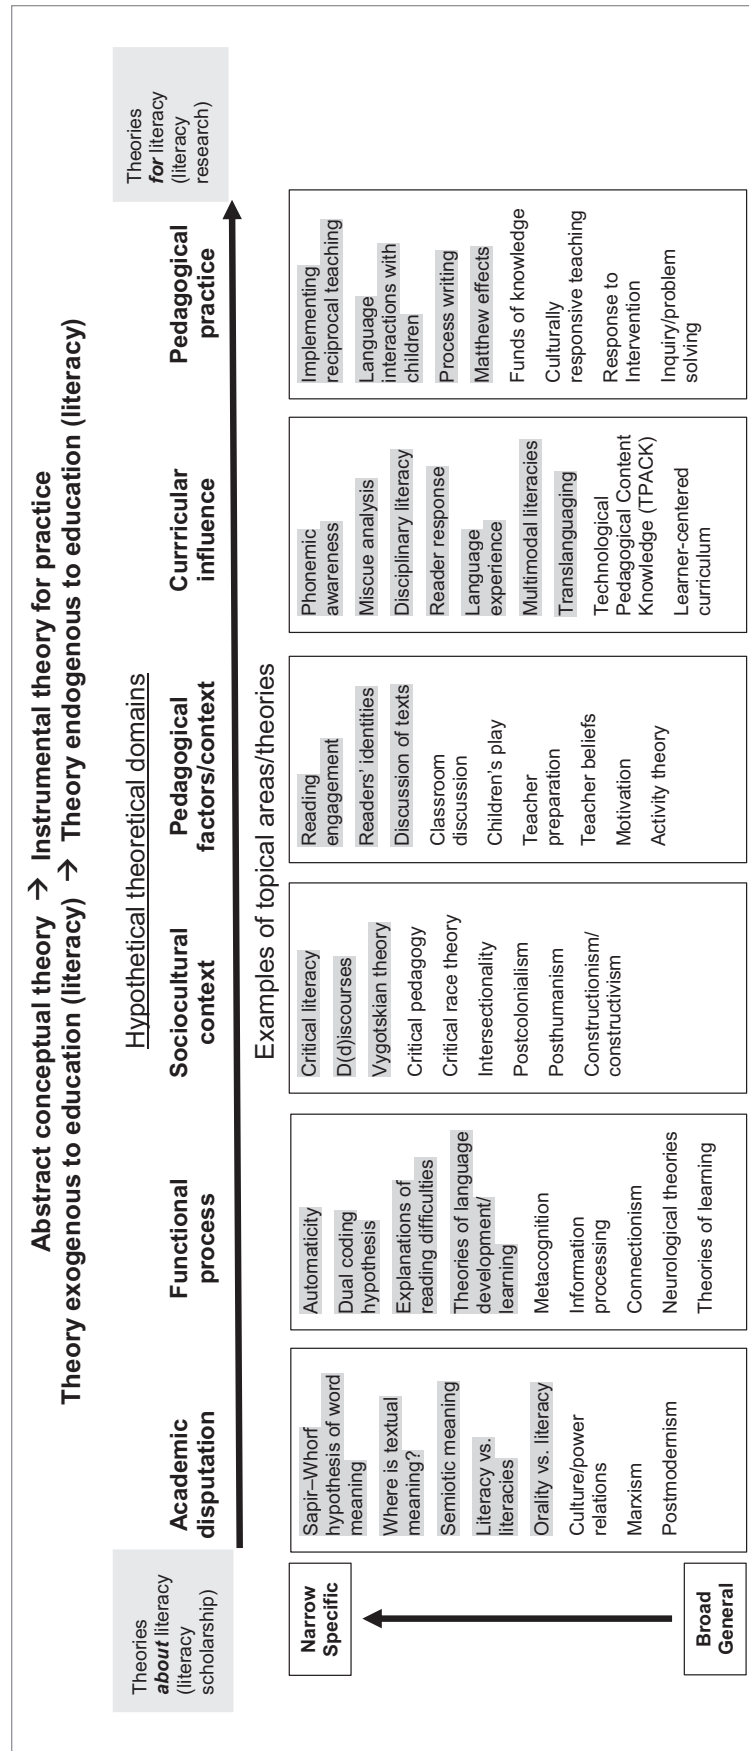 Abstract conceptual theory → Instrumental theory for practice
Theory exogenous to education (literacy) → Theory endogenous to education (literacy)
Theories
about literacy
(literacy
scholarship)
Hypothetical theoretical domains
Theories
for literacy
(literacy
research)
Academic
disputation
Functional
process
Sociocultural
context
Pedagogical
factors/context
Currricular
influence
Pedagogical
practice
Examples of topical areas/theories
Narrow
Specific
Broad
General
Sapir–Whorf
hypothesis of word
meaning
Where is textual
meaning?
Semiotic meaning
Literacy vs.
literacies
Orality vs. literacy
Culture/power
relations
Marxism
Postmodernism
Automaticity
Dual coding
hypothesis
Explanations of
reading difficulties
Theories of language
development/
learning
Metacognition
Information
processing
Connectionism
Neurological theories
Theories of learning
Critical literacy
D(d)iscourses
Vygotskian theory
Critical pedagogy
Critical race theory
Intersectionality
Postcolonialism
Posthumanism
Constructionism/
constructivism
Reading
engagement
Readers’ identities
Discussion of texts
Classroom
discussion
Children’s play
Teacher
preparation
Teacher beliefs
Motivation
Activity theory
Phonemic
awareness
Miscue analysis
Disciplinary literacy
Reader response
Language
experience
Multimodal literacies
Translanguaging
Technological
Pedagogical Content
Knowledge (TPACK)
Learner-centered
curriculum
Implementing
reciprocal teaching
Language
interactions with
children
Process writing
Matthew effects
Funds of knowledge
Culturally
responsive teaching
Response to
Intervention
Inquiry/problem
solving